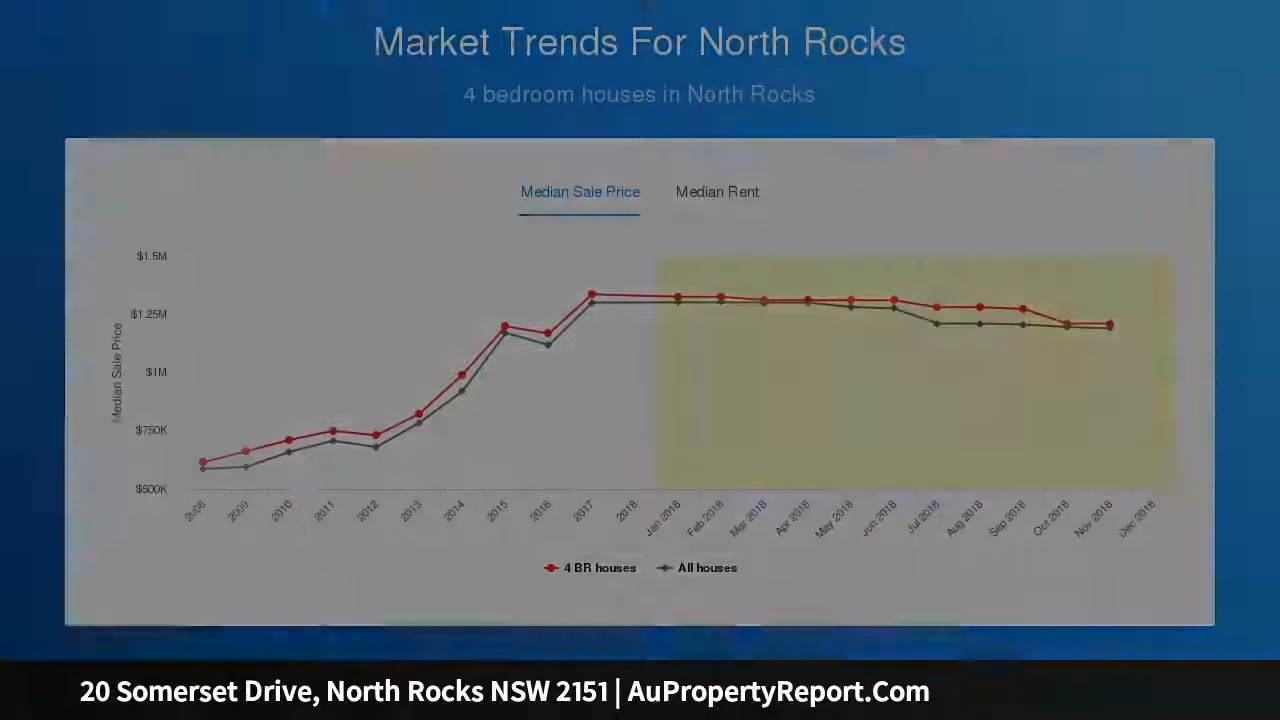 Market Trends For North Rocks
4 bedroom houses in North Rocks
Median Sale Price Median Rent
$1.5M
$1.25M
$1M
$750K
$500K
Median Sale Price
2008 2009 2010 2011 2012 2013 2014 2015 2016 2017 2018 Jan 2018 Feb 2018 Mar 2018 Apr 2018 May 2018 Jun 2018 Jul 2018 Aug 2018 Sep 2018 Oct 2018 Nov 2018 Dec 2018
4 BR houses All houses
20 Somerset Drive, North Rocks NSW 2151 | AuPropertyReport.Com